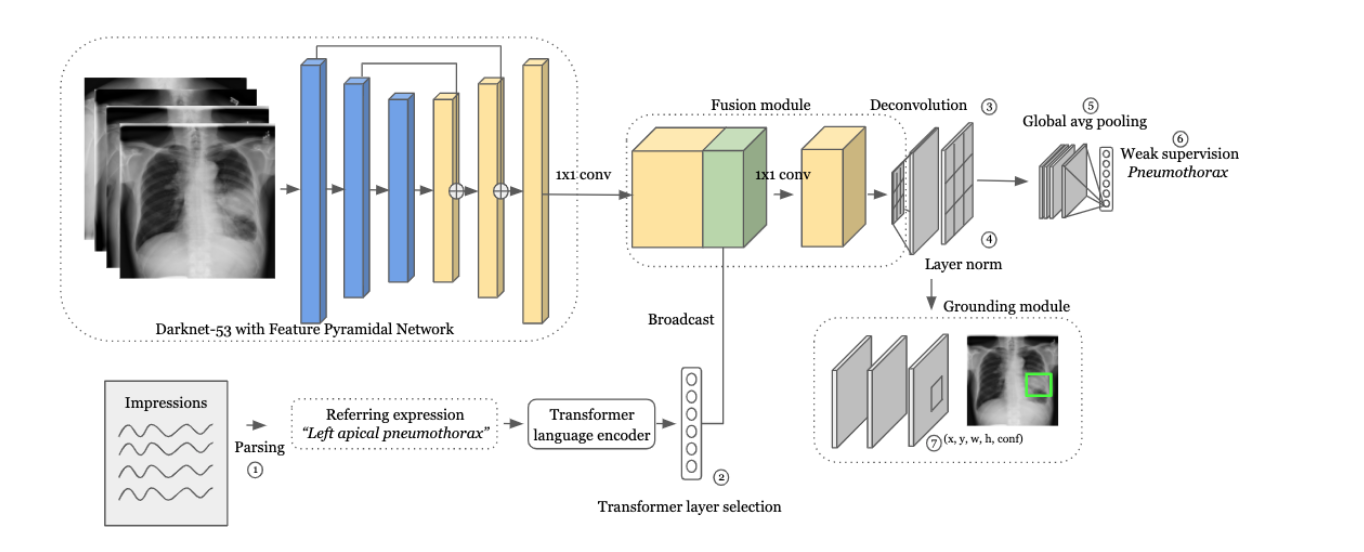 Darknet-53 with Feature Pyramidal Network
1x1 conv
Fusion module
1x1 conv
Deconvolution ③
④
Layer norm
⑤
Global avg pooling
⑥
Weak supervision
Pneumothorax
Grounding module
⑦ (x, y, w, h, conf)
Broadcast
Impressions
Parsing
①
Referring expression
“Left apical pneumothorax”
Transformer
language encoder
②
Transformer layer selection